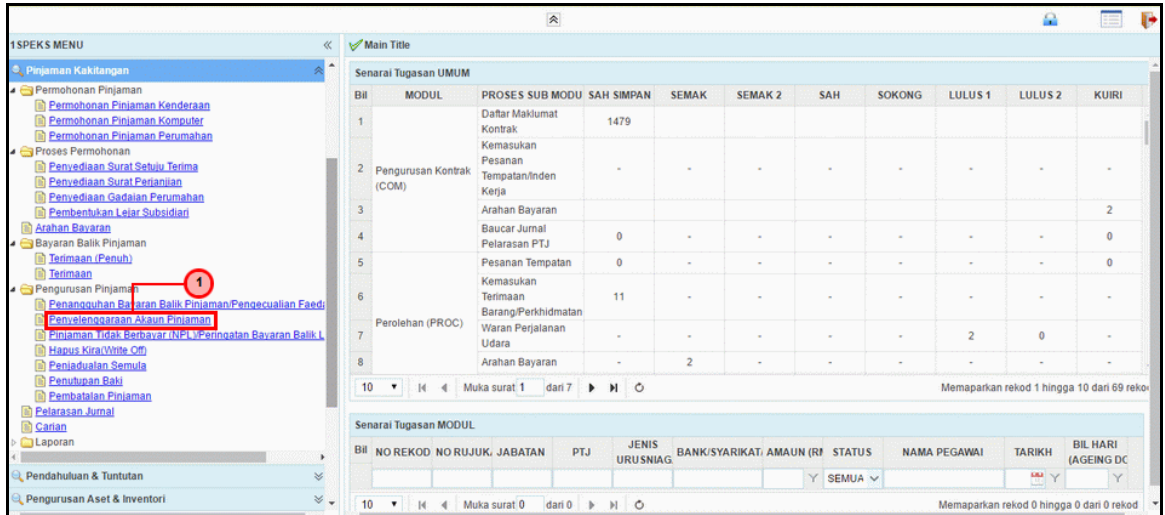 1SPEKS MENU
Main Title
Pinjaman Kakitangan
Permohonan Pinjaman
Permohonan Pinjaman Kenderaan
Permohonan Pinjaman Komputer
Permohonan Pinjaman Perumahan
Proses Permohonan
Penyediaan Surat Setuju Terima
Penyediaan Surat Perjanjian
Penyediaan Gadaian Perumahan
Pembentukan Lejar Subsidiari
Arahan Bayaran
Bayaran Balik Pinjaman
Terimaan (Penuh)
Terimaan
Pengurusan Pinjaman
1
Penangguhan Bayaran Balik Pinjaman/Pengecualian Faeda
Penyelenggaraan Akaun Pinjaman
Pinjaman Tidak Berbayar (NPL)/Peringatan Bayaran Balik L
Hapus Kira(Write Off)
Penjadualan Semula
Penutupan Baki
Pembatalan Pinjaman
Pelarasan Jurnal
Carian
Laporan
Pendahuluan & Tuntutan
Pengurusan Aset & Inventori
Senarai Tugasan UMUM
Bil MODUL PROSES SUB MODU SAH SIMPAN SEMAK SEMAK 2 SAH SOKONG LULUS 1 LULUS 2 KUIRI
Pengurusan Kontrak
(COM)
1 Daftar Maklumat
Kontrak 1479
2 Kemasukan
Pesanan
Tempatan/Inden
Kerja - - - - - - - -
3 Arahan Bayaran 2
4 Baucar Jurnal
Pelarasan PTJ 0 - - - - - - 0
Perolehan (PROC)
5 Pesanan Tempatan 0 - - - - - - 0
6 Kemasukan
Terimaan
Barang/Perkhidmatan 11 - - - - - - -
7 Waran Perjalanan
Udara - - - - - 2 0 -
8 Arahan Bayaran - 2 - - - - - -
10 Muka surat 1 dari 7 Memaparkan rekod 1 hingga 10 dari 69 reko
Senarai Tugasan MODUL
Bil NO REKOD NO RUJUK JABATAN PTJ JENIS
URUSNIAG BANK/SYARIKAT/ AMAUN (RM STATUS NAMA PEGAWAI TARIKH BIL HARI
(AGEING DO
SEMUA
10 Muka surat 0 dari 0 Memaparkan rekod 0 hingga 0 dari 0 rekod